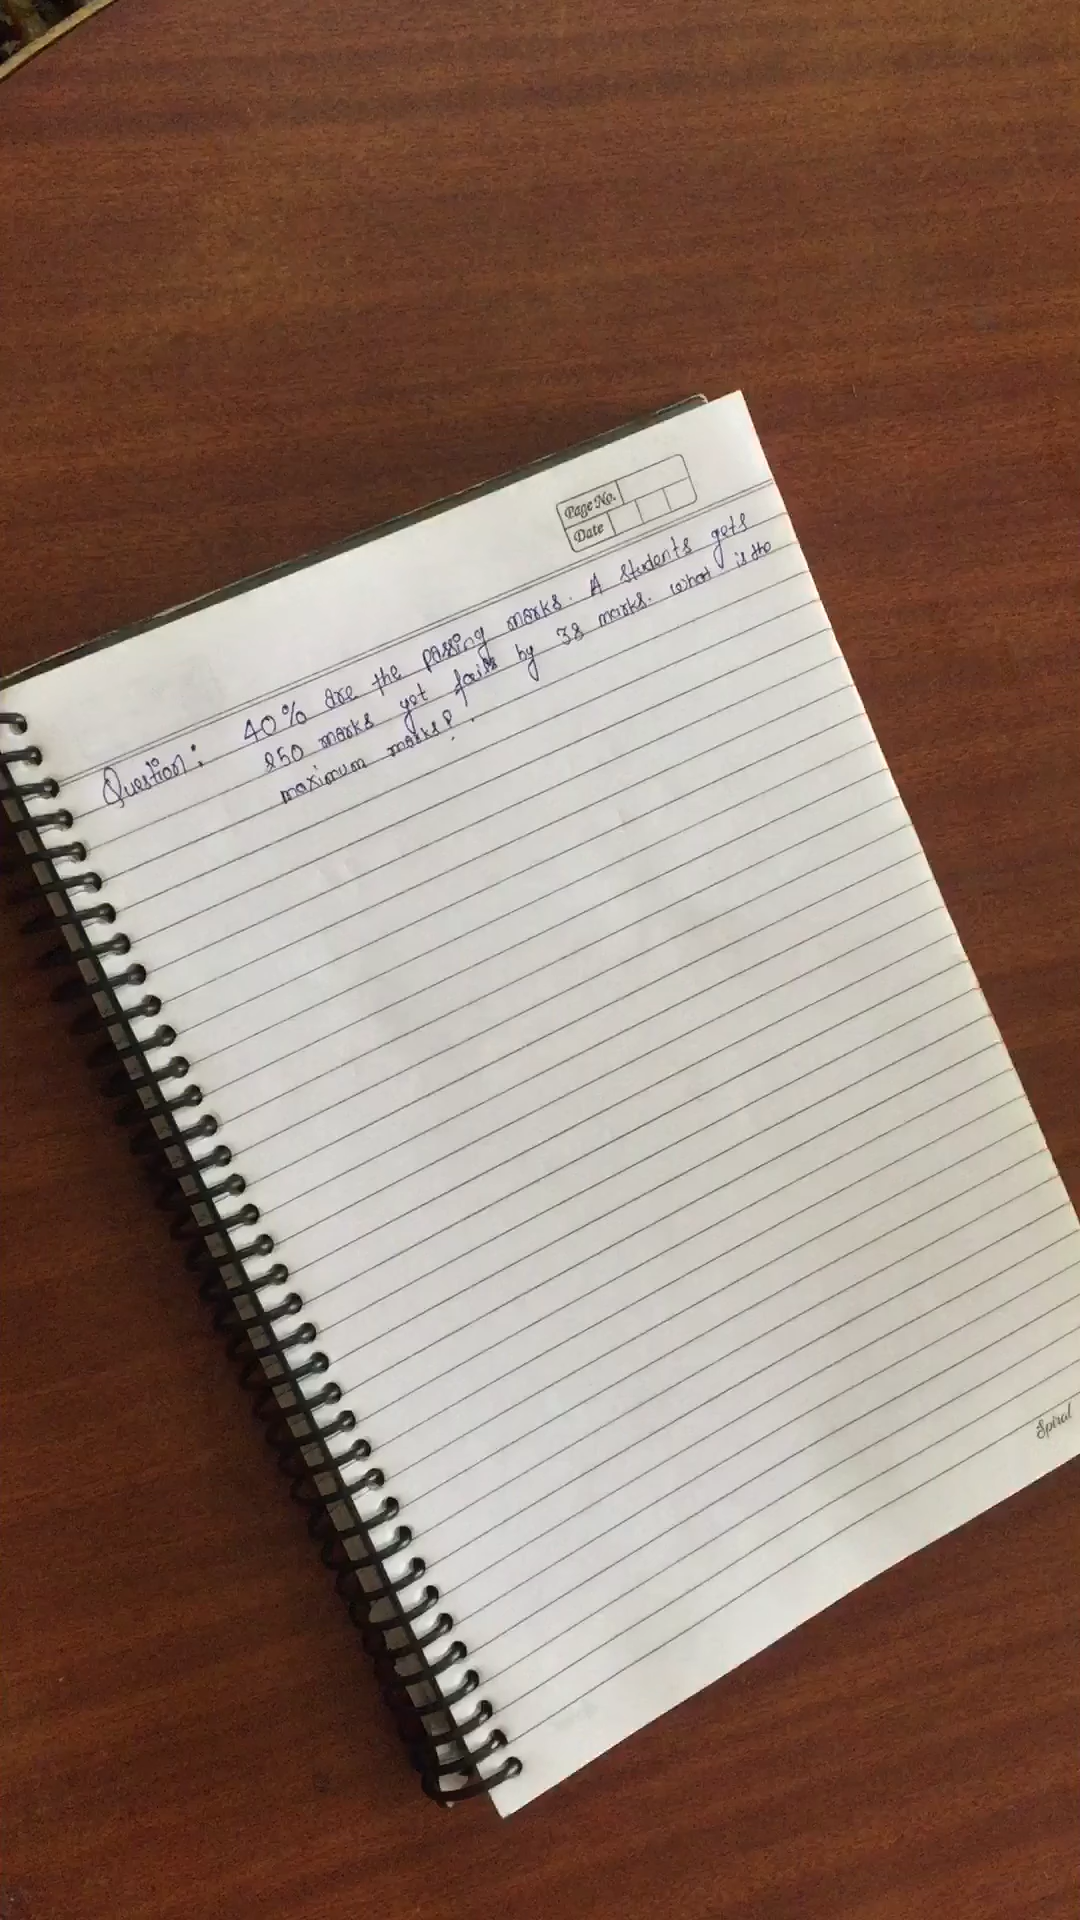 Page No.
Date
Question: 40% are the passing marks. A students gets
250 marks yet fails by 38 marks. what is the
maximum marks?
Spiral